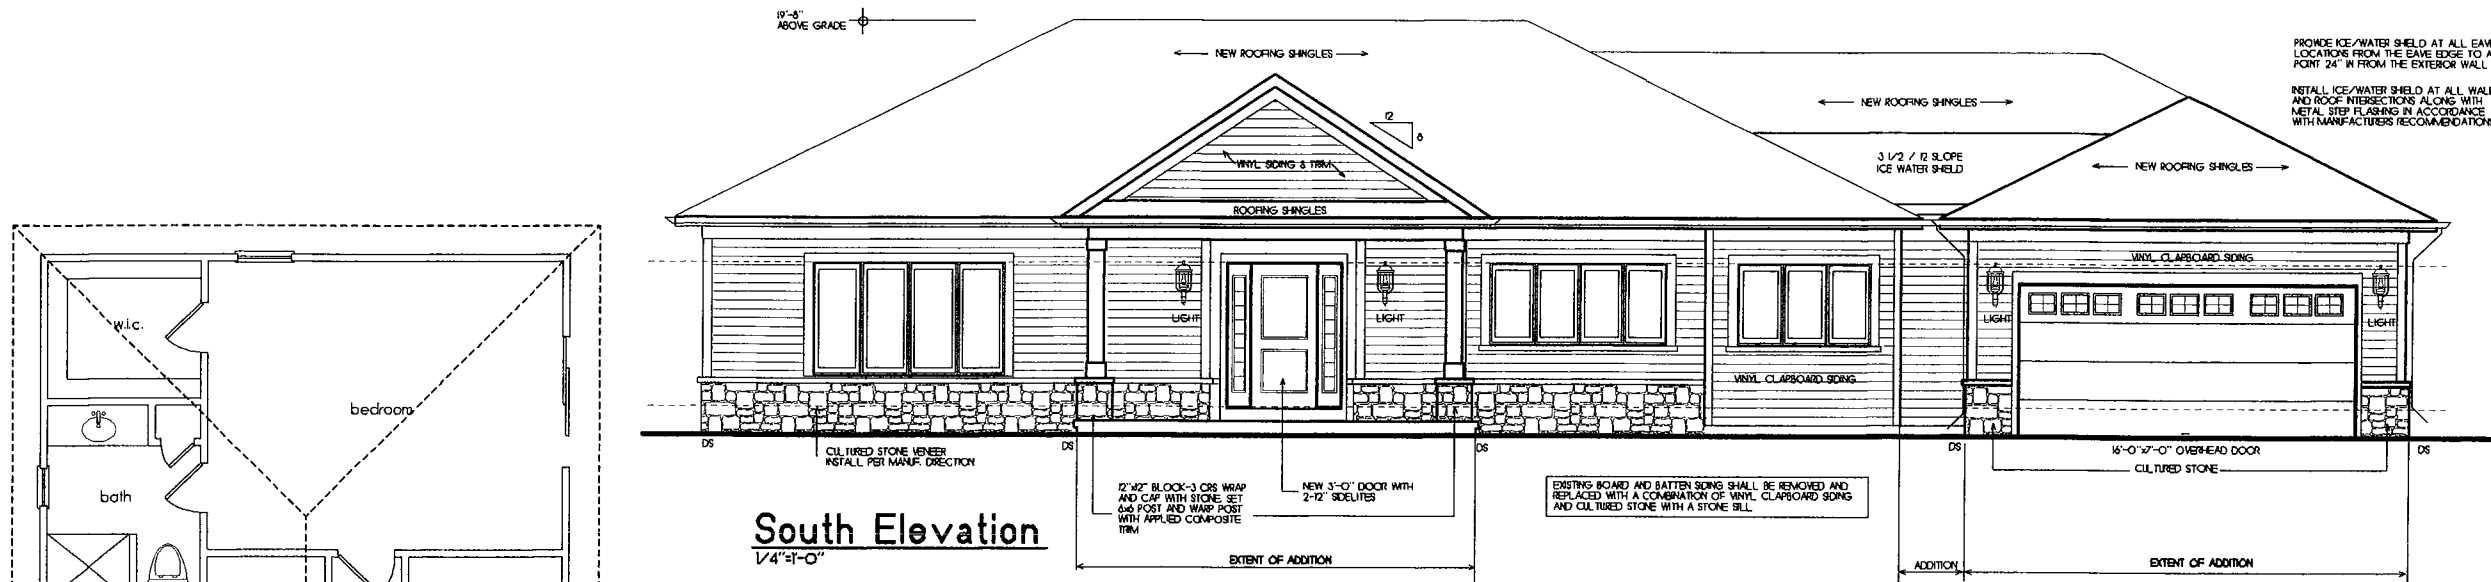 19'-8"
ABOVE GRADE
NEW ROOFING SHINGLES
12
8
VINYL SIDING & TRIM
ROOFING SHINGLES
NEW ROOFING SHINGLES
3 1/2 / 12 SLOPE
ICE WATER SHIELD
NEW ROOFING SHINGLES
PROVIDE ICE/WATER SHIELD AT ALL EAVE
LOCATIONS FROM THE EAVE EDGE TO A
POINT 24" IN FROM THE EXTERIOR WALL
INSTALL ICE/WATER SHIELD AT ALL WALL
AND ROOF INTERSECTIONS ALONG WITH
METAL STEP FLASHING IN ACCORDANCE
WITH MANUFACTURERS RECOMMENDATIONS
VINYL CLAPBOARD SIDING
LIGHT
LIGHT
LIGHT
LIGHT
VINYL CLAPBOARD SIDING
w.i.c.
bedroom
bath
DS
DS
DS
DS
DS
CULTURED STONE VENEER
INSTALL PER MANUF. DIRECTION
12"x12" BLOCK-3 CRS WRAP
AND CAP WITH STONE SET
6x6 POST AND WARP POST
WITH APPLIED COMPOSITE
TRIM
NEW 3'-0" DOOR WITH
2-12" SIDELITES
EXISTING BOARD AND BATTEN SIDING SHALL BE REMOVED AND
REPLACED WITH A COMBINATION OF VINYL CLAPBOARD SIDING
AND CULTURED STONE WITH A STONE SILL
16'-0"x7'-0" OVERHEAD DOOR
CULTURED STONE
South Elevation
1/4"=1'-0"
EXTENT OF ADDITION
ADDITION
EXTENT OF ADDITION